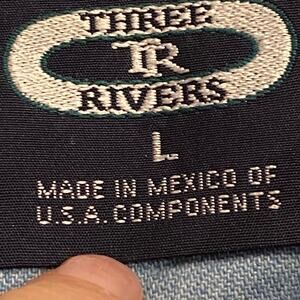 THREE
TR
RIVERS
L
MADE IN MEXICO OF
U.S.A. COMPONENTS